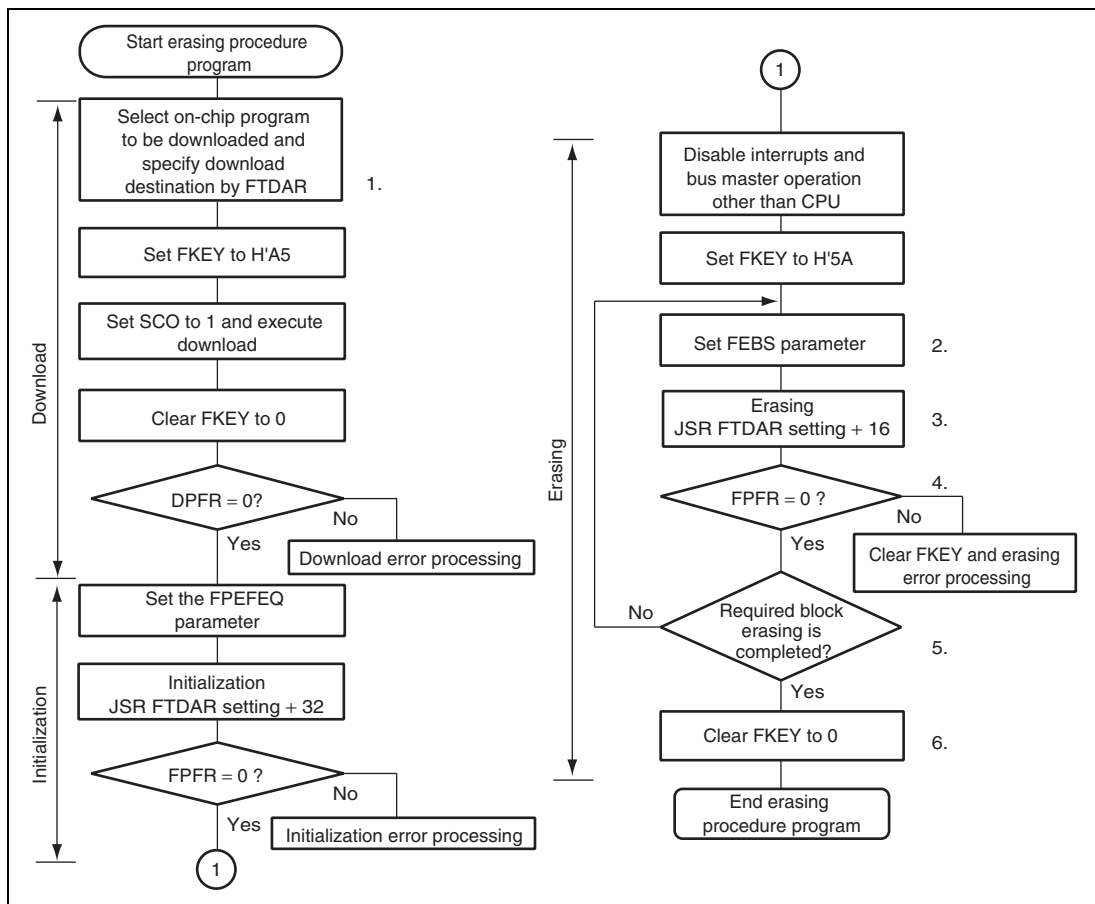 Start erasing procedure
program
Select on-chip program
to be downloaded and
specify download
destination by FTDAR
1.
Set FKEY to H'A5
Set SCO to 1 and execute
download
Clear FKEY to 0
DPFR = 0?
No
Yes
Download error processing
Download
Set the FPEFEQ
parameter
Initialization
JSR FTDAR setting + 32
FPFR = 0 ?
No
Yes
Initialization error processing
Initialization
1
1
Disable interrupts and
bus master operation
other than CPU
Set FKEY to H'5A
Set FEBS parameter
2.
Erasing
JSR FTDAR setting + 16
3.
4.
FPFR = 0 ?
No
Yes
Clear FKEY and erasing
error processing
Required block
erasing is
completed?
No
5.
Yes
Clear FKEY to 0
6.
Erasing
End erasing
procedure program